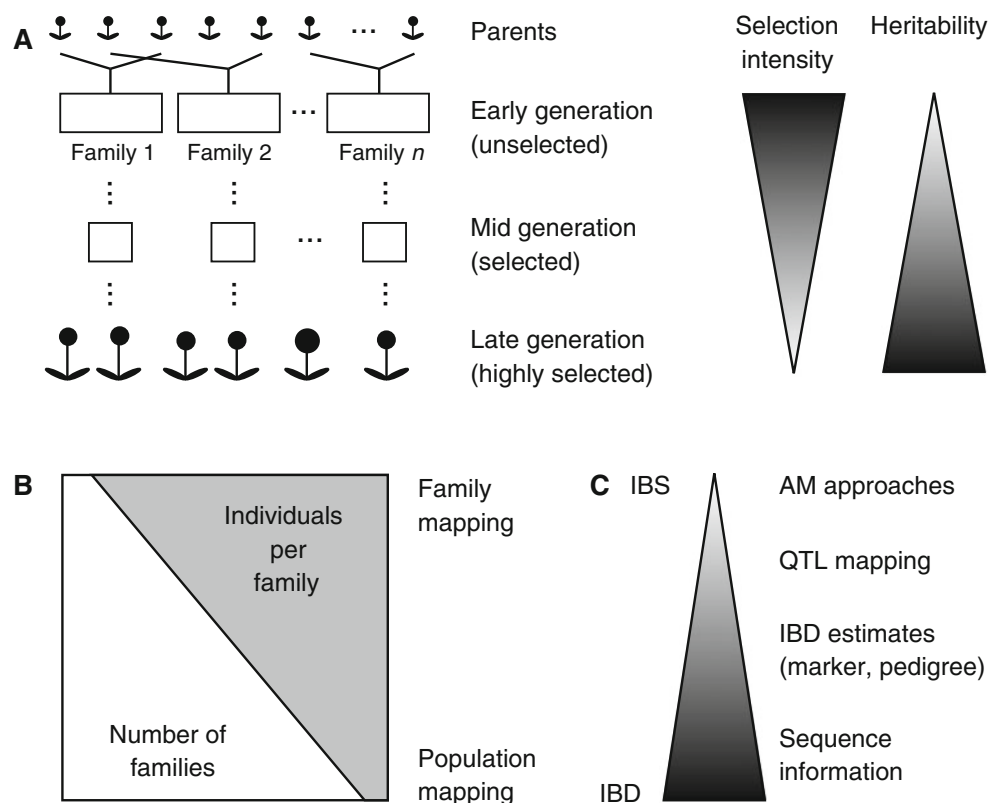 A
Parents
Selection
intensity
Heritability
...
...
Early generation
(unselected)
Family 1
Family 2
Family n
...
Mid generation
(selected)
Late generation
(highly selected)
B
Individuals
per
family
Number of
families
Family
mapping
Population
mapping
C
IBS
IBD
AM approaches
QTL mapping
IBD estimates
(marker, pedigree)
Sequence
information